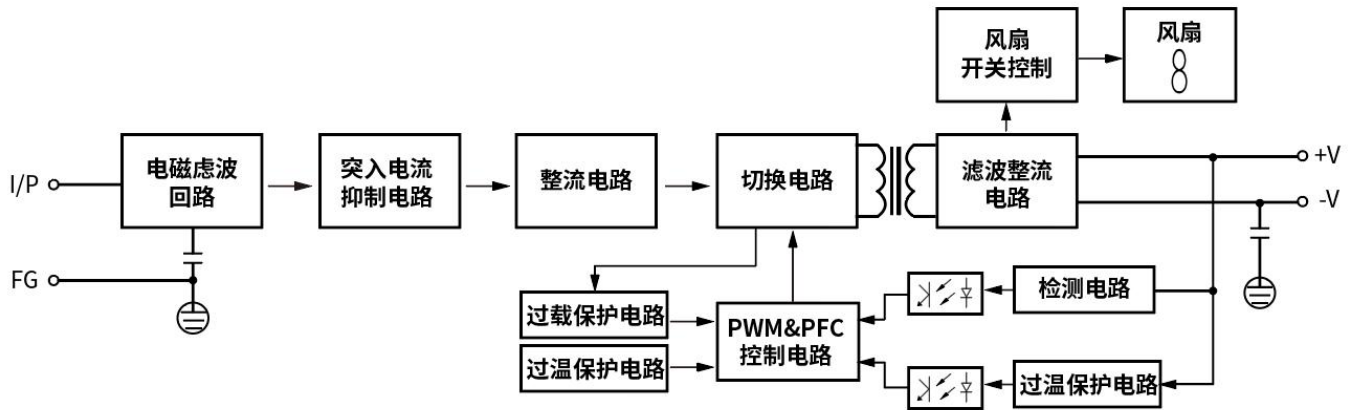 风扇
开关控制
风扇
I/P
电磁虑波
回路
突入电流
抑制电路
整流电路
切换电路
滤波整流
电路
+V
-V
FG
过载保护电路
过温保护电路
PWM&PFC
控制电路
检测电路
过温保护电路